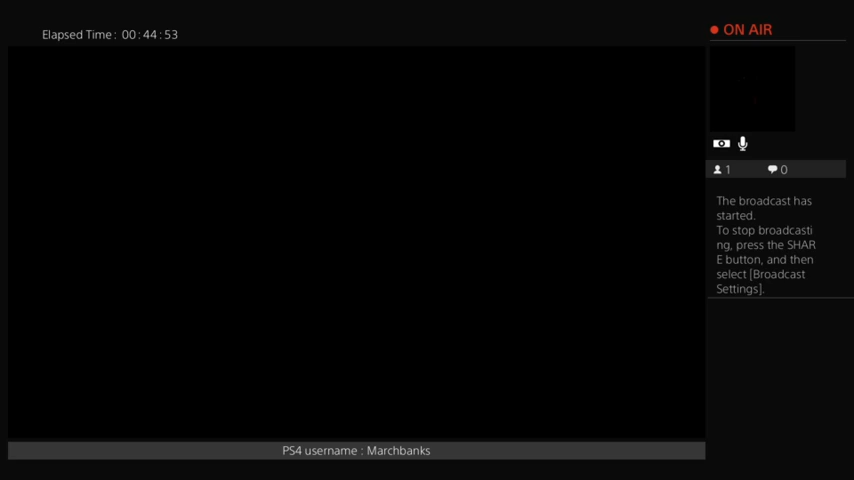 Elapsed Time: 00:44:53
ON AIR
1 0
The broadcast has
started.
To stop broadcasti
ng, press the SHAR
E button, and then
select [Broadcast
Settings].
PS4 username : Marchbanks